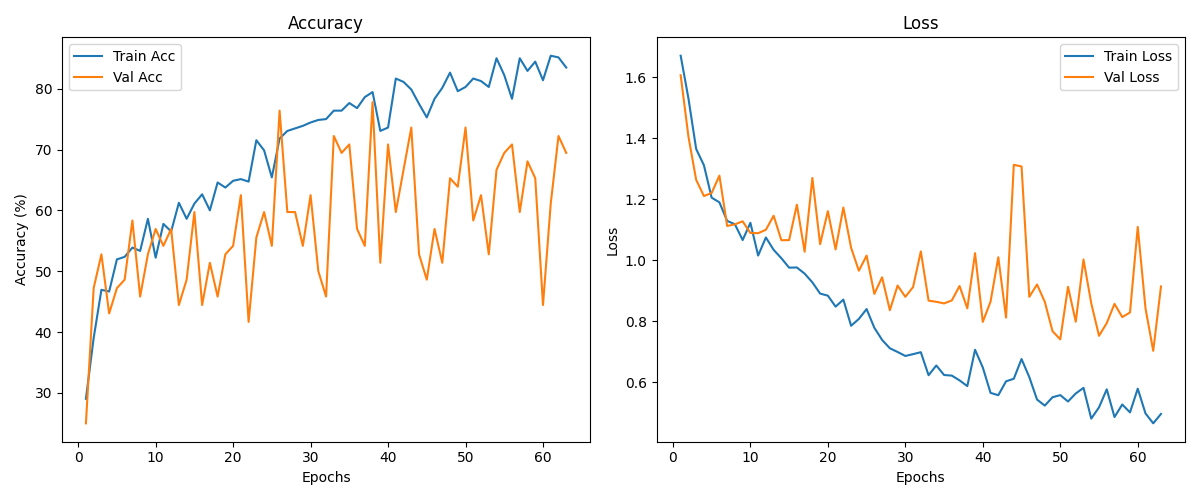 Accuracy
Train Acc
Val Acc
Accuracy (%)
80
70
60
50
40
30
0 10 20 30 40 50 60
Epochs
Loss
Train Loss
Val Loss
Loss
1.6
1.4
1.2
1.0
0.8
0.6
0 10 20 30 40 50 60
Epochs